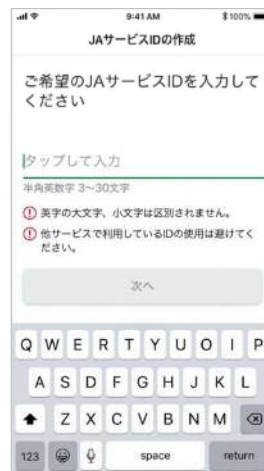 9:41 AM
100%
JAサービスIDの作成
ご希望のJAサービスIDを入力して
ください
タップして入力
半角英数字 3〜30文字
英字の大文字、小文字は区別されません。
他サービスで利用しているIDの使用は避けてく
ださい。
次へ
Q W E R T Y U O I P
A S D F G H J K L
Z X C V B N M
123 space return